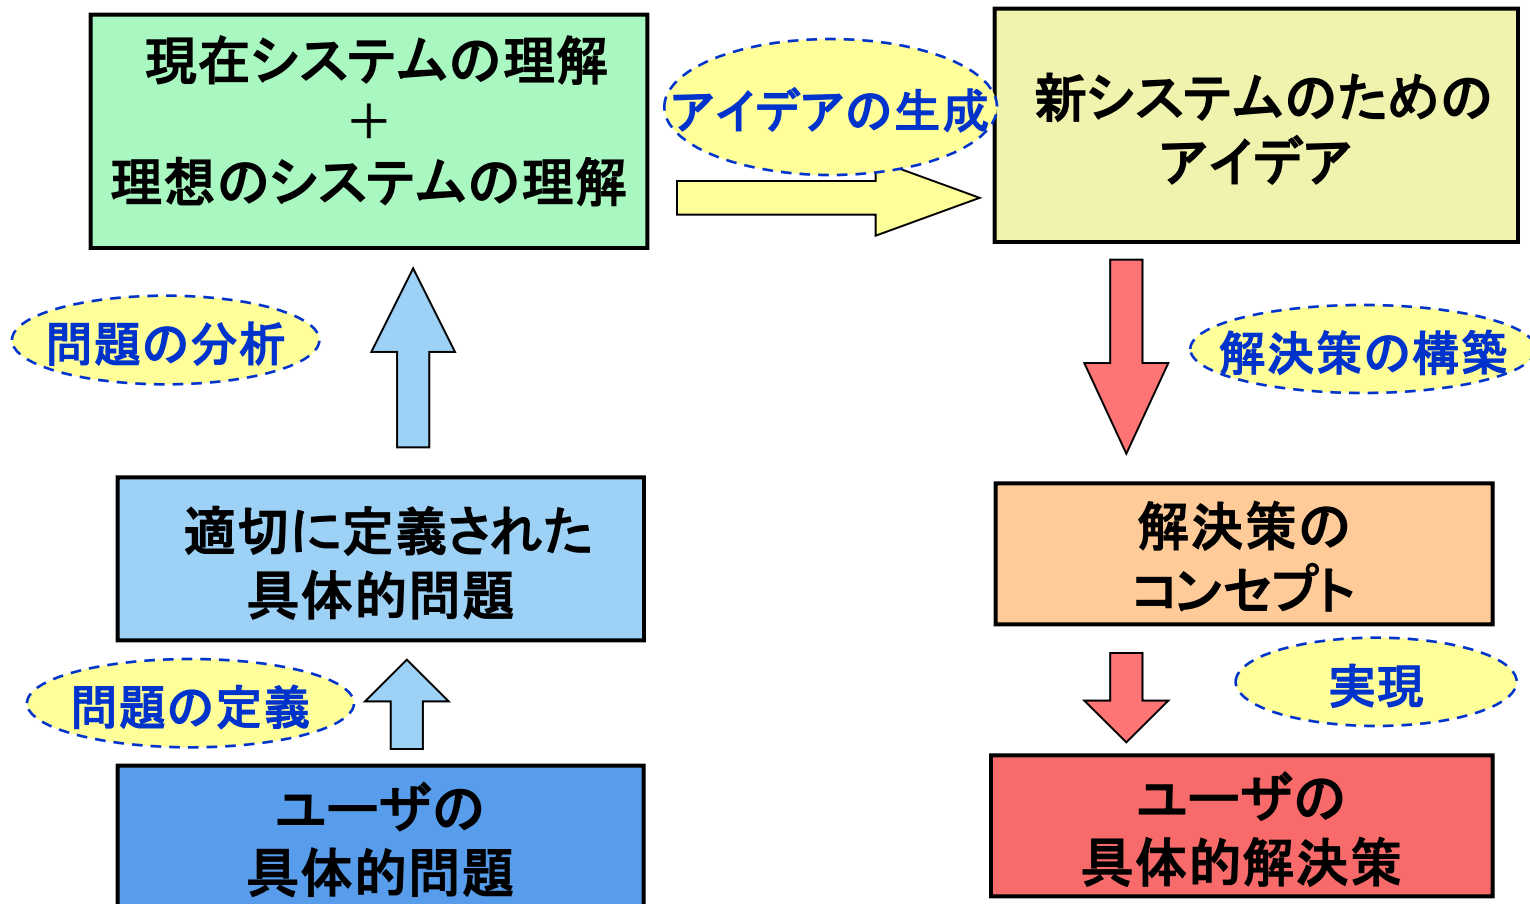 現在システムの理解
＋
理想のシステムの理解
アイデアの生成
新システムのための
アイデア
問題の分析
解決策の構築
適切に定義された
具体的問題
解決策の
コンセプト
問題の定義
実現
ユーザの
具体的問題
ユーザの
具体的解決策